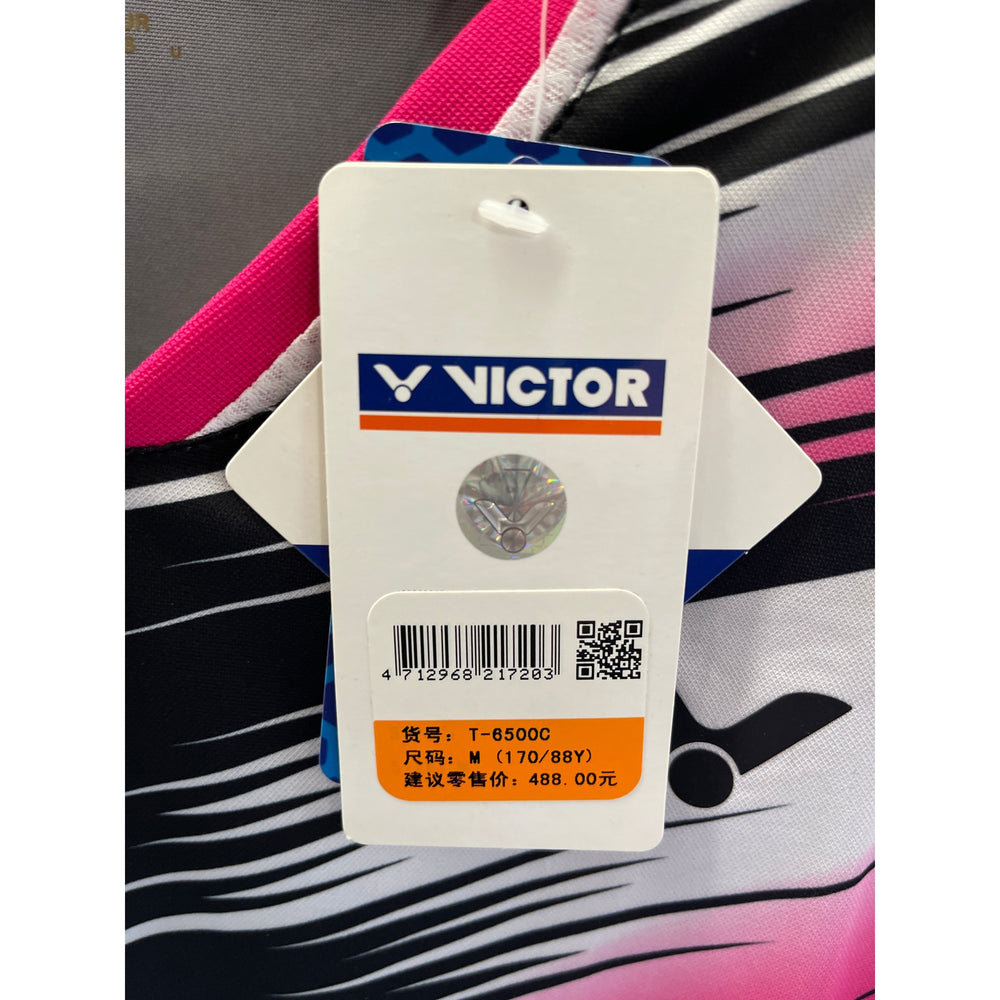 VICTOR
4 712968 217203
货号: T-6500C
尺码: M (170/88Y)
建议零售价: 488.00元